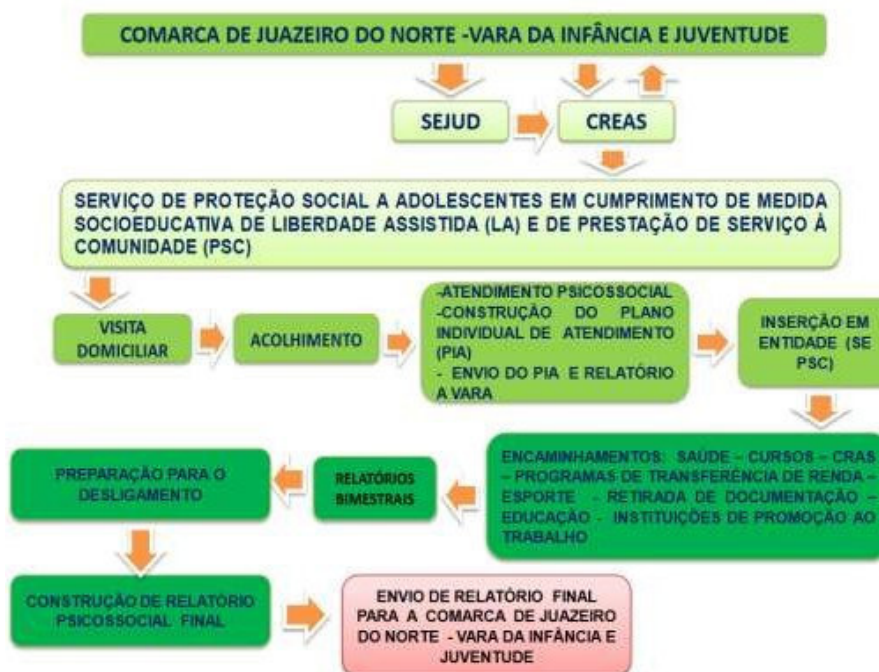 COMARCA DE JUAZEIRO DO NORTE -VARA DA INFÂNCIA E JUVENTUDE
SEJUD
CREAS
SERVIÇO DE PROTEÇÃO SOCIAL A ADOLESCENTES EM CUMPRIMENTO DE MEDIDA
SOCIOEDUCATIVA DE LIBERDADE ASSISTIDA (LA) E DE PRESTAÇÃO DE SERVIÇO À
COMUNIDADE (PSC)
VISITA
DOMICILIAR
ACOLHIMENTO
-ATENDIMENTO PSICOSSOCIAL
-CONSTRUÇÃO DO PLANO
INDIVIDUAL DE ATENDIMENTO
(PIA)
- ENVIO DO PIA E RELATÓRIO
A VARA
INSERÇÃO EM
ENTIDADE (SE
PSC)
ENCAMINHAMENTOS: SAÚDE – CURSOS – CRAS
– PROGRAMAS DE TRANSFERÊNCIA DE RENDA –
ESPORTE - RETIRADA DE DOCUMENTAÇÃO –
EDUCAÇÃO - INSTITUIÇÕES DE PROMOÇÃO AO
TRABALHO
RELATÓRIOS
BIMESTRAIS
PREPARAÇÃO PARA O
DESLIGAMENTO
CONSTRUÇÃO DE RELATÓRIO
PSICOSSOCIAL FINAL
ENVIO DE RELATÓRIO FINAL
PARA A COMARCA DE JUAZEIRO
DO NORTE - VARA DA INFÂNCIA E
JUVENTUDE